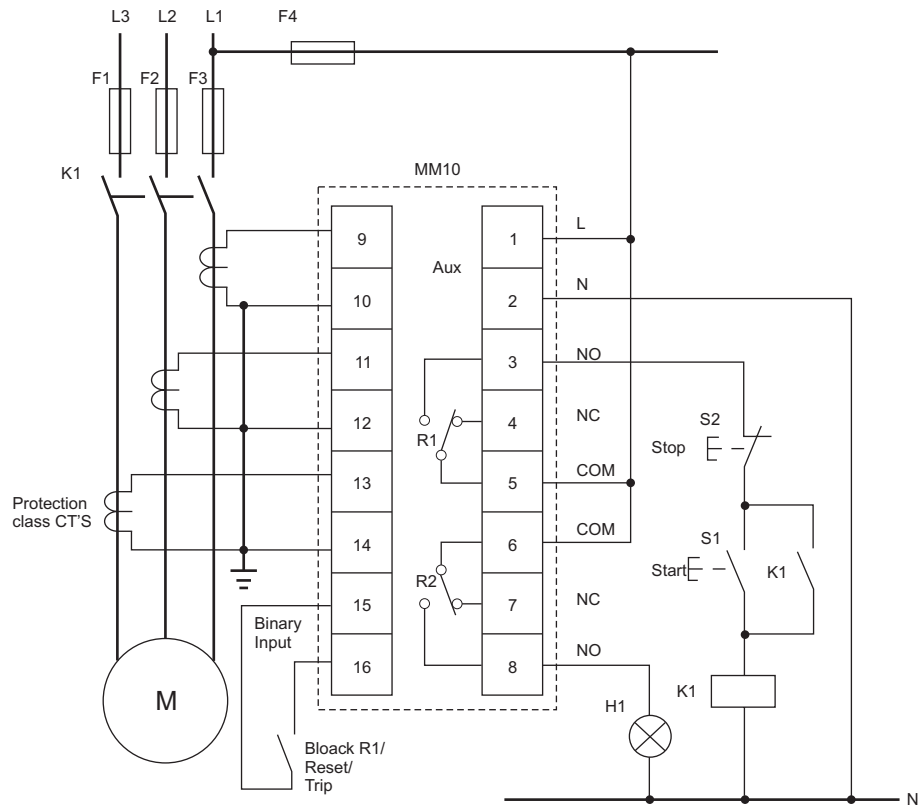 L3 L2 L1 F4
F1 F2 F3
K1
MM10
9 1 L
Aux
10 2 N
11 3 NO
12 4 NC
R1
S2
Stop
13 5 COM
Protection
class CT'S
14 6 COM
S1
Start K1
R2
15 7 NC
Binary
Input
16 8 NO
M
K1
H1
Bloack R1/
Reset/
Trip
N